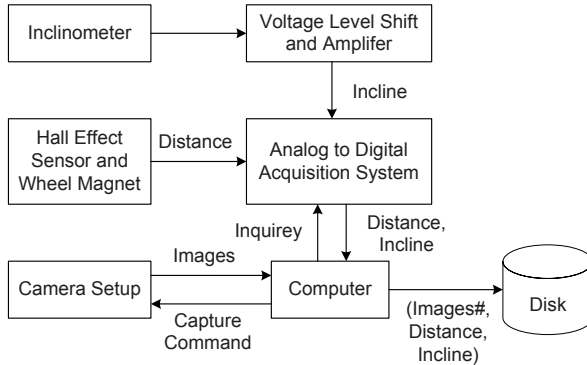 Inclinometer
Voltage Level Shift
and Amplifer
Incline
Hall Effect
Sensor and
Wheel Magnet
Distance
Analog to Digital
Acquisition System
Inquirey
Distance,
Incline
Images
Camera Setup
Computer
Capture
Command
(Images#,
Distance,
Incline)
Disk